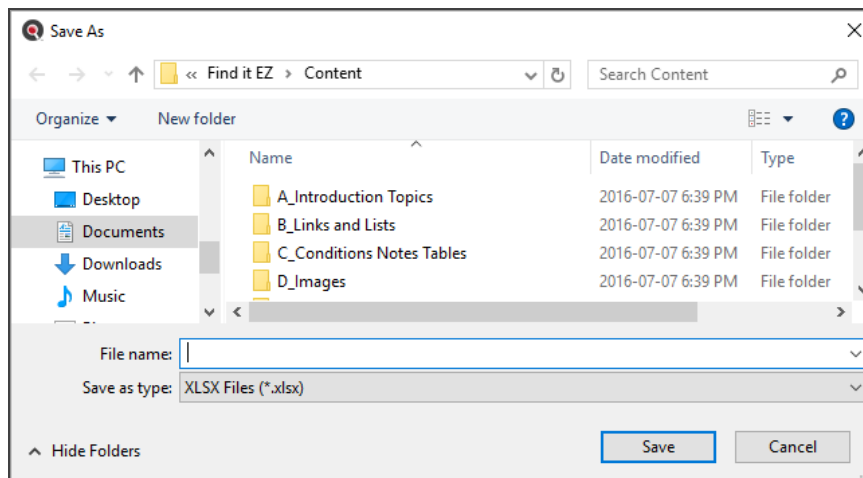 Save As
« Find it EZ > Content
Search Content
Organize
New folder
This PC
Desktop
Documents
Downloads
Music
Name
Date modified
Type
A_Introduction Topics
2016-07-07 6:39 PM
File folder
B_Links and Lists
2016-07-07 6:39 PM
File folder
C_Conditions Notes Tables
2016-07-07 6:39 PM
File folder
D_Images
2016-07-07 6:39 PM
File folder
File name:
Save as type: XLSX Files (*.xlsx)
Hide Folders
Save
Cancel